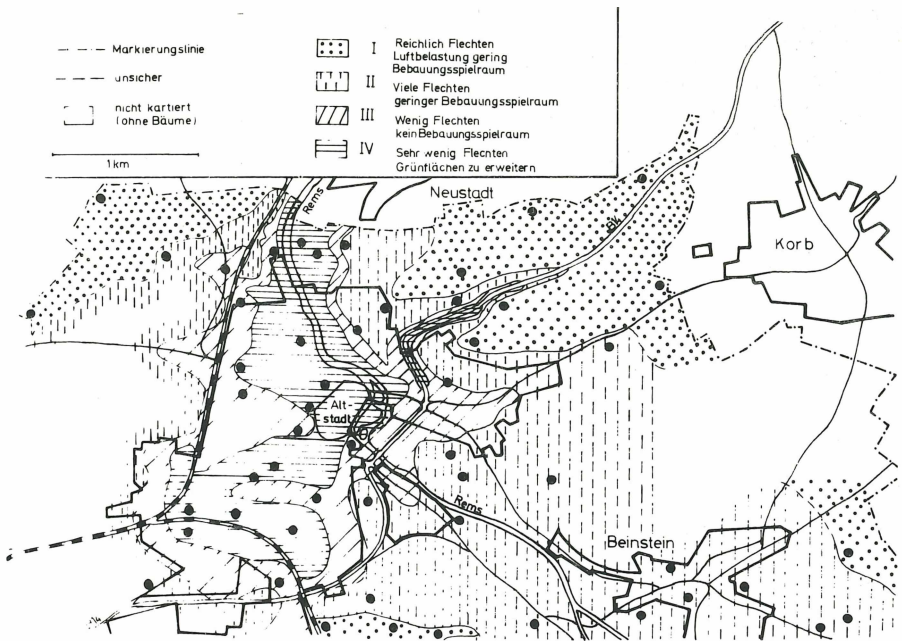 Markierungslinie
unsicher
nicht kartiert
(ohne Bäume)
1 km
I
Reichlich Flechten
Luftbelastung gering
Bebauungsspielraum
II
Viele Flechten
geringer Bebauungsspielraum
III
Wenig Flechten
kein Bebauungsspielraum
IV
Sehr wenig Flechten
Grünflächen zu erweitern
Rems
Neustadt
Korb
Alt-
stadt
Rems
Beinstein